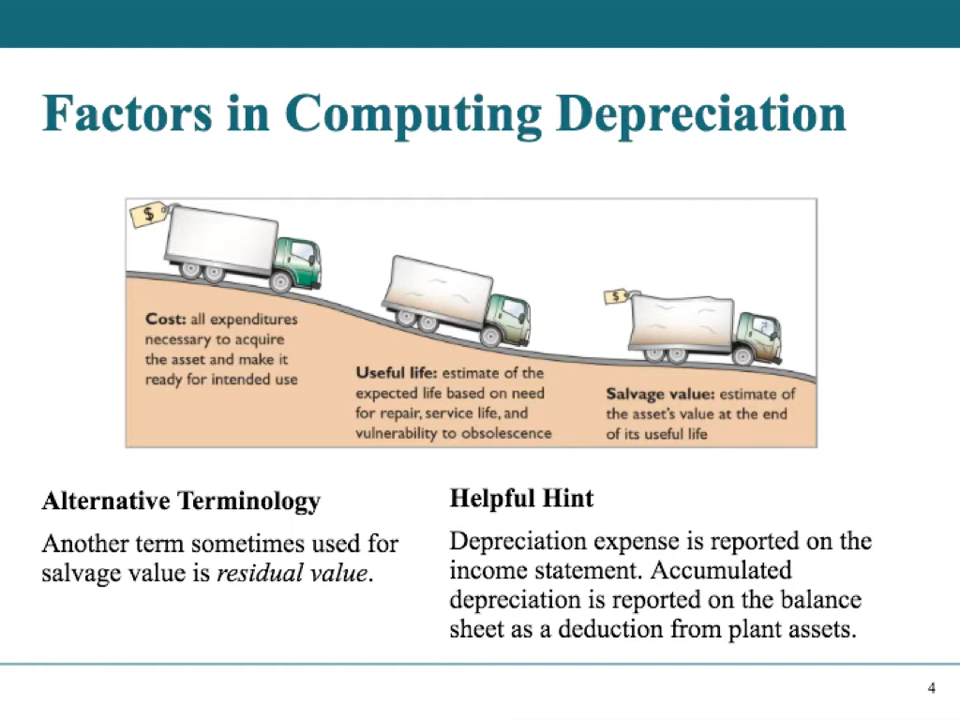 Factors in Computing Depreciation
$
Cost: all expenditures
necessary to acquire
the asset and make it
ready for intended use
Useful life: estimate of the
expected life based on need
for repair, service life, and
vulnerability to obsolescence
$
Salvage value: estimate of
the asset's value at the end
of its useful life
Alternative Terminology
Another term sometimes used for
salvage value is residual value.
Helpful Hint
Depreciation expense is reported on the
income statement. Accumulated
depreciation is reported on the balance
sheet as a deduction from plant assets.
4